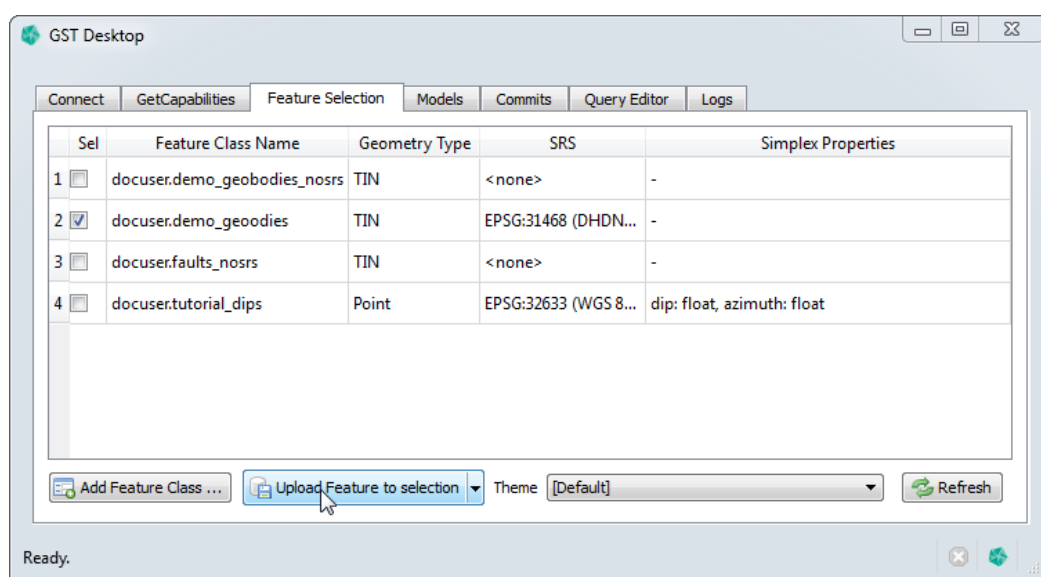 GST Desktop
Connect GetCapabilities Feature Selection Models Commits Query Editor Logs
Sel Feature Class Name Geometry Type SRS Simplex Properties
1 docuser.demo_geobodies_nosrs TIN <none> -
2 docuser.demo_geoodies TIN EPSG:31468 (DHDN... -
3 docuser.faults_nosrs TIN <none> -
4 docuser.tutorial_dips Point EPSG:32633 (WGS 8... dip: float, azimuth: float
Add Feature Class ... Upload Feature to selection Theme [Default] Refresh
Ready.